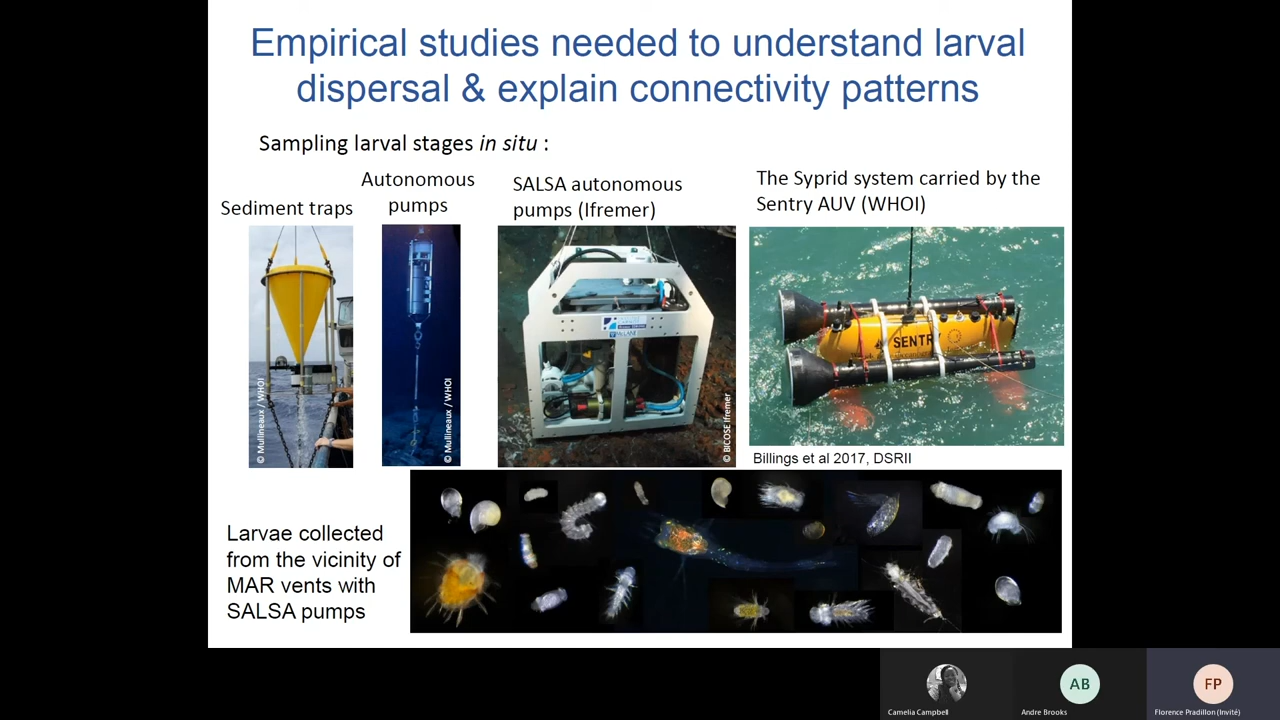 Empirical studies needed to understand larval
dispersal & explain connectivity patterns
Sampling larval stages in situ :
Sediment traps
Autonomous
pumps
SALSA autonomous
pumps (Ifremer)
The Syprid system carried by the
Sentry AUV (WHOI)
© Mullineaux / WHOI
© Mullineaux / WHOI
© BICOSE Ifremer
SENTRY
Billings et al 2017, DSRII
Larvae collected
from the vicinity of
MAR vents with
SALSA pumps
AB
FP
Camelia Campbell
Andre Brooks
Florence Pradillon (Invité)